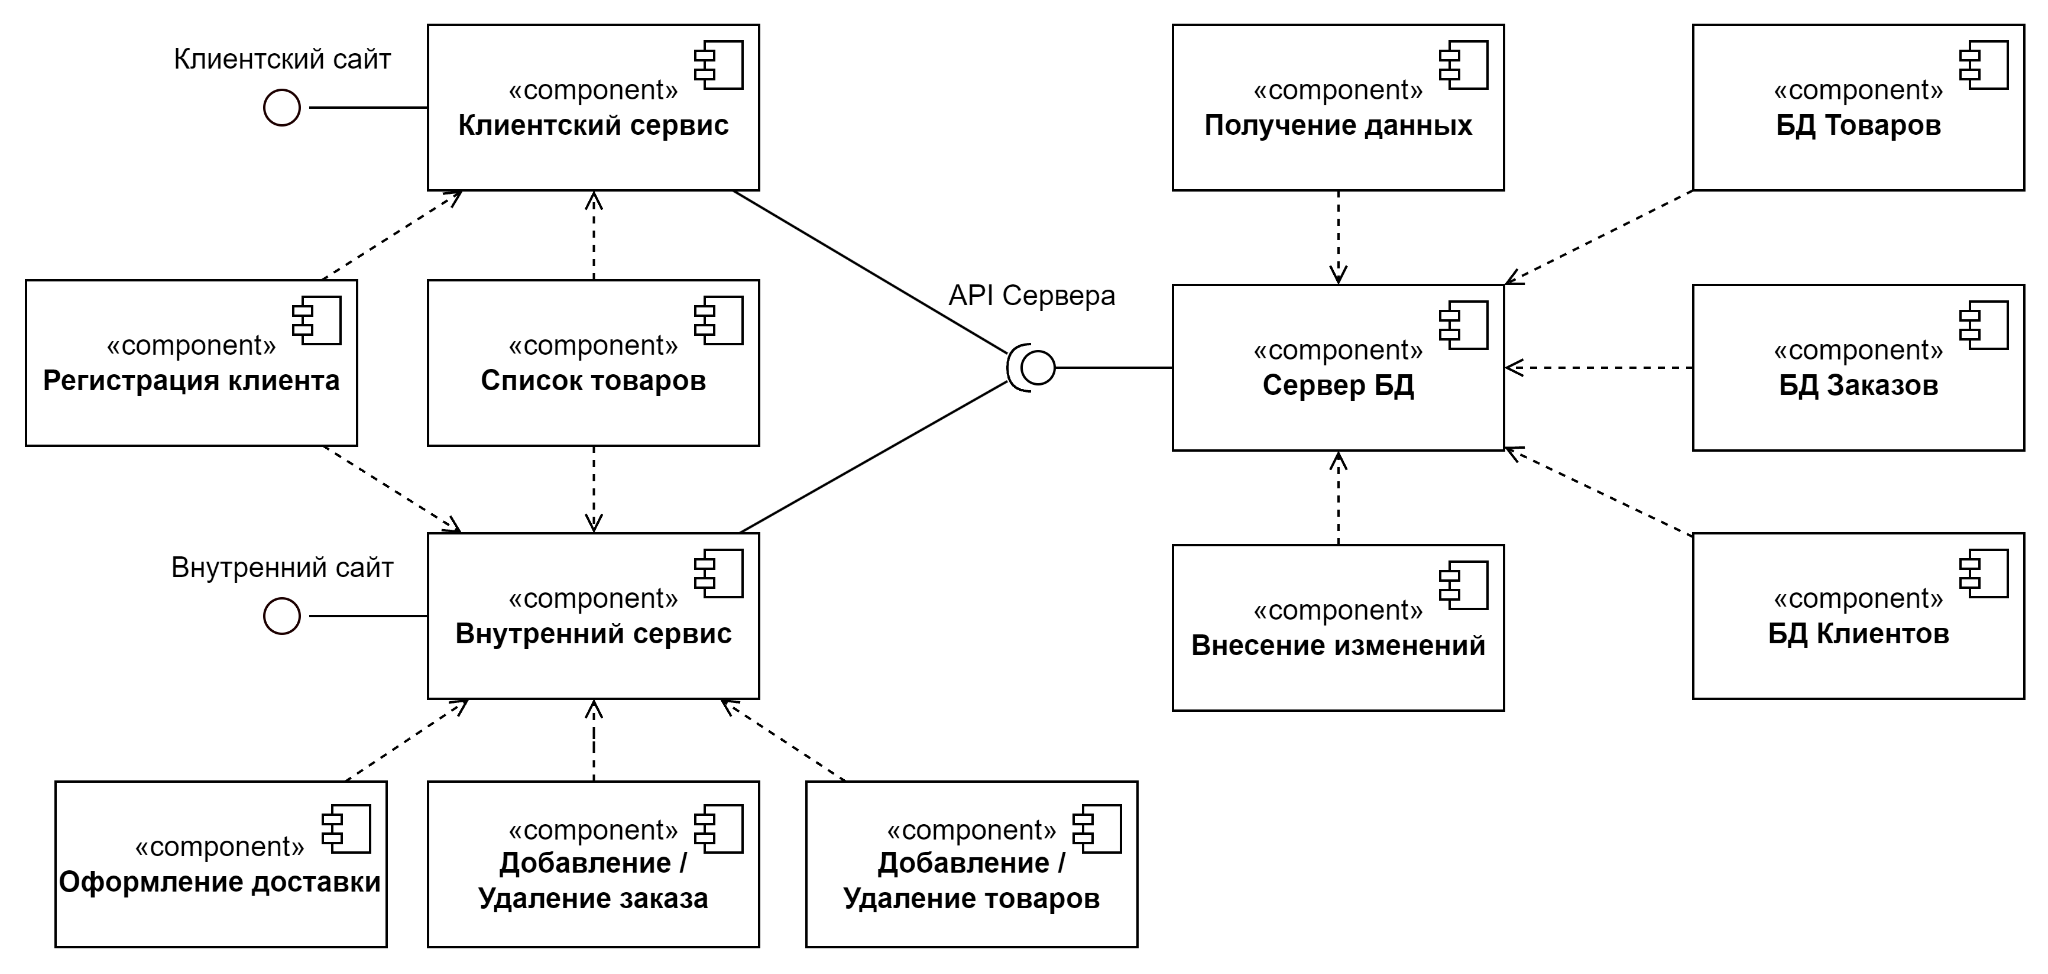 Клиентский сайт
«component»
Клиентский сервис
«component»
Получение данных
«component»
БД Товаров
«component»
Регистрация клиента
«component»
Список товаров
API Сервера
«component»
Сервер БД
«component»
БД Заказов
Внутренний сайт
«component»
Внутренний сервис
«component»
Внесение изменений
«component»
БД Клиентов
«component»
Оформление доставки
«component»
Добавление /
Удаление заказа
«component»
Добавление /
Удаление товаров